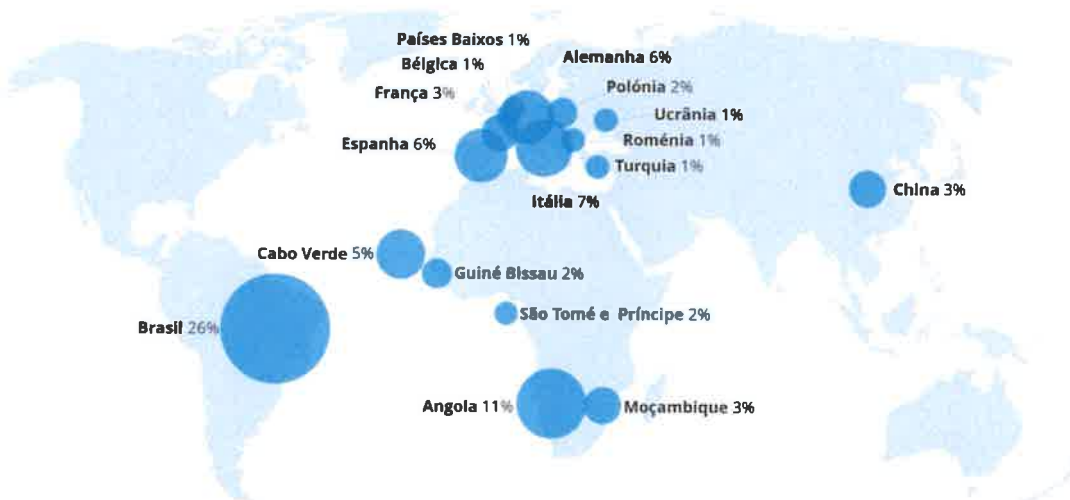 Países Baixos 1%
Bélgica 1%
Alemanha 6%
França 3%
Polónia 2%
Ucrânia 1%
Espanha 6%
Roménia 1%
Turquia 1%
China 3%
Itália 7%
Cabo Verde 5%
Guiné Bissau 2%
São Tomé e Príncipe 2%
Brasil 26%
Angola 11%
Moçambique 3%